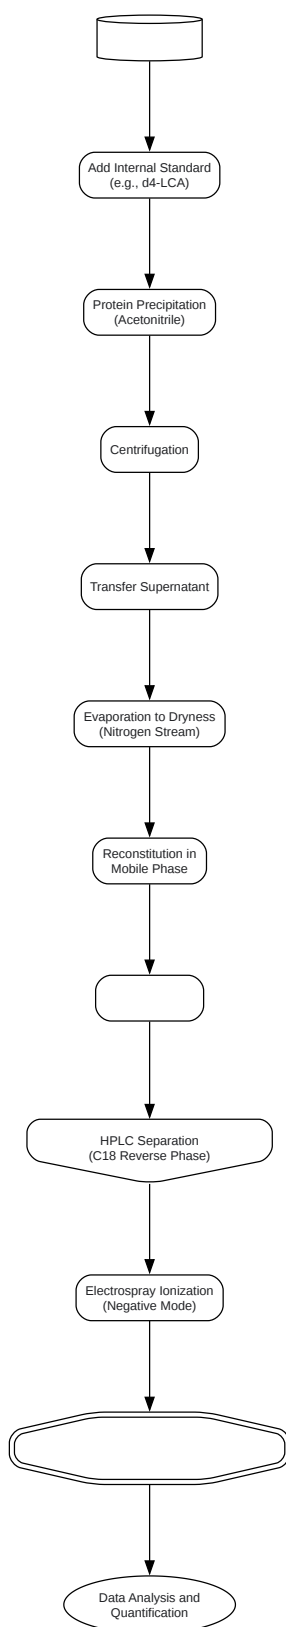 Add Internal Standard
(e.g., d4-LCA)
Protein Precipitation
(Acetonitrile)
Centrifugation
Transfer Supernatant
Evaporation to Dryness
(Nitrogen Stream)
Reconstitution in
Mobile Phase
HPLC Separation
(C18 Reverse Phase)
Electrospray Ionization
(Negative Mode)
Data Analysis and
Quantification